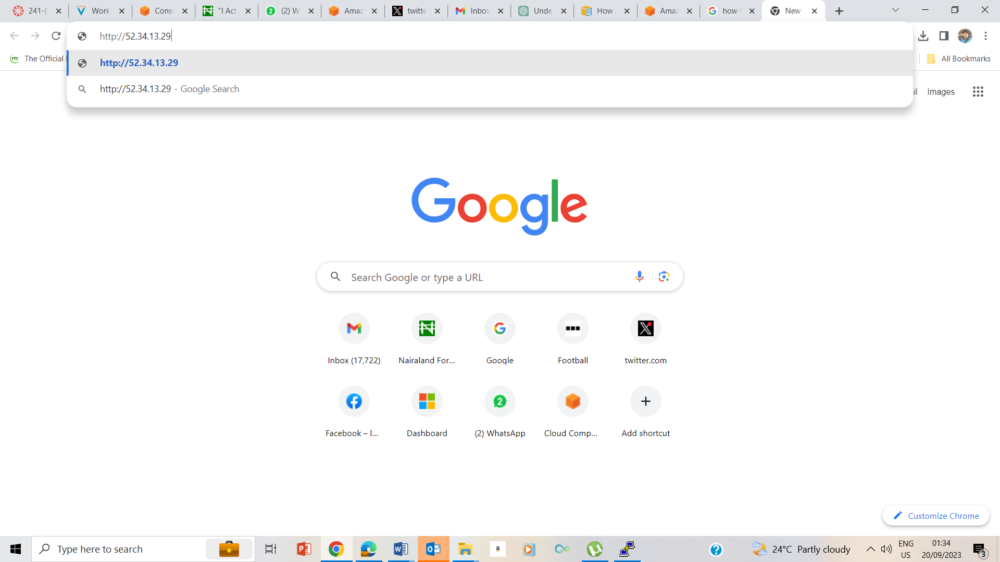 241-[
Work
Cons
"I Act
(2) W
Amaz
twitte
Inbox
Unde
How
Amaz
how t
New
http://52.34.13.29
YTS
The Official
http://52.34.13.29
http://52.34.13.29 - Google Search
All Bookmarks
il
Images
Google
Search Google or type a URL
Inbox (17,722)
Nairaland For...
Google
Football
twitter.com
Facebook – l...
Dashboard
(2) WhatsApp
Cloud Comp...
Add shortcut
Customize Chrome
Type here to search
24°C Partly cloudy
ENG
US
01:34
20/09/2023
3